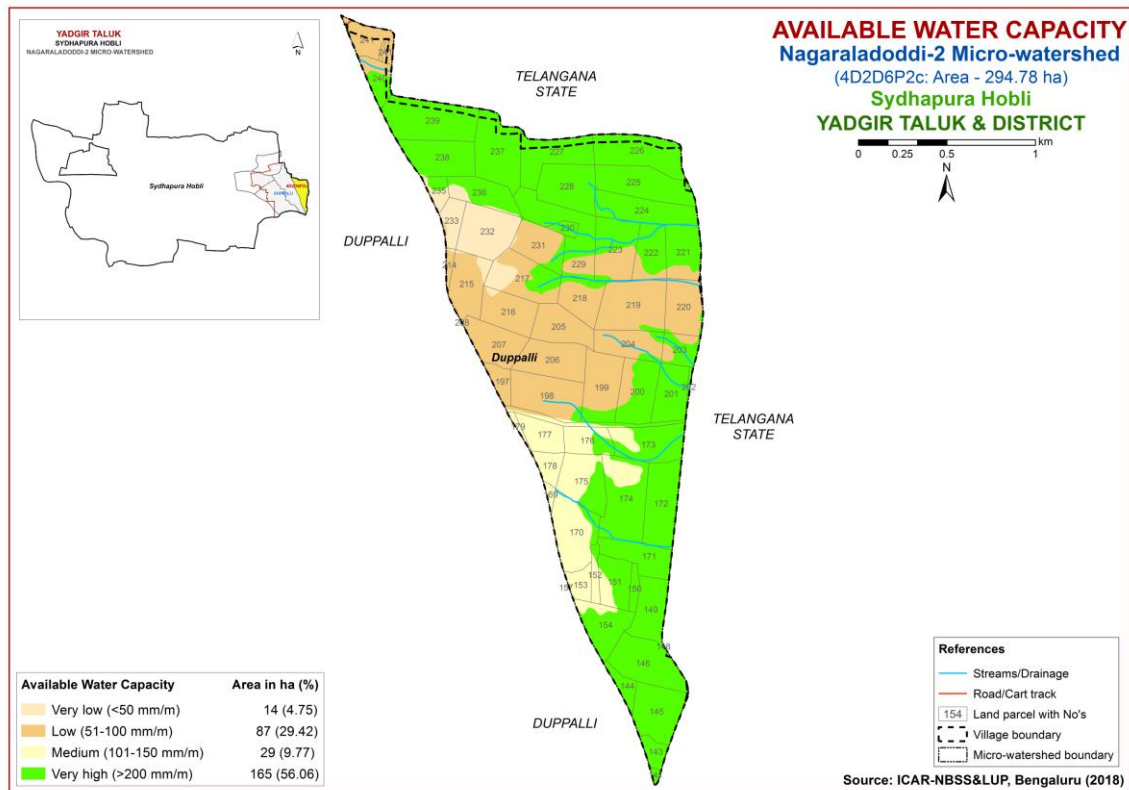 YADGIR TALUK
SYDHAPURA HOBLI
NAGARALADODDI-2 MICRO-WATERSHED
N
Sydhapura Hobli
DUPPALLI
AVAILABLE WATER CAPACITY
Nagaraladoddi-2 Micro-watershed
(4D2D6P2c: Area - 294.78 ha)
Sydhapura Hobli
YADGIR TALUK & DISTRICT
km
0 0.25 0.5 1
N
TELANGANA
STATE
241
240
239
238
237
227
226
225
228
224
235
236
233
232
230
231
223
222
221
229
214
217
215
218
219
220
216
205
208
207
204
203
Duppalli
206
197
199
200
201
202
198
DUPPALLI
TELANGANA
STATE
179
177
176
173
178
175
174
172
169
170
171
152
153
151
150
157
149
154
148
146
144
145
143
DUPPALLI
Available Water Capacity Area in ha (%)
Very low (<50 mm/m) 14 (4.75)
Low (51-100 mm/m) 87 (29.42)
Medium (101-150 mm/m) 29 (9.77)
Very high (>200 mm/m) 165 (56.06)
References
Streams/Drainage
Road/Cart track
154 Land parcel with No's
Village boundary
Micro-watershed boundary
Source: ICAR-NBSS&LUP, Bengaluru (2018)